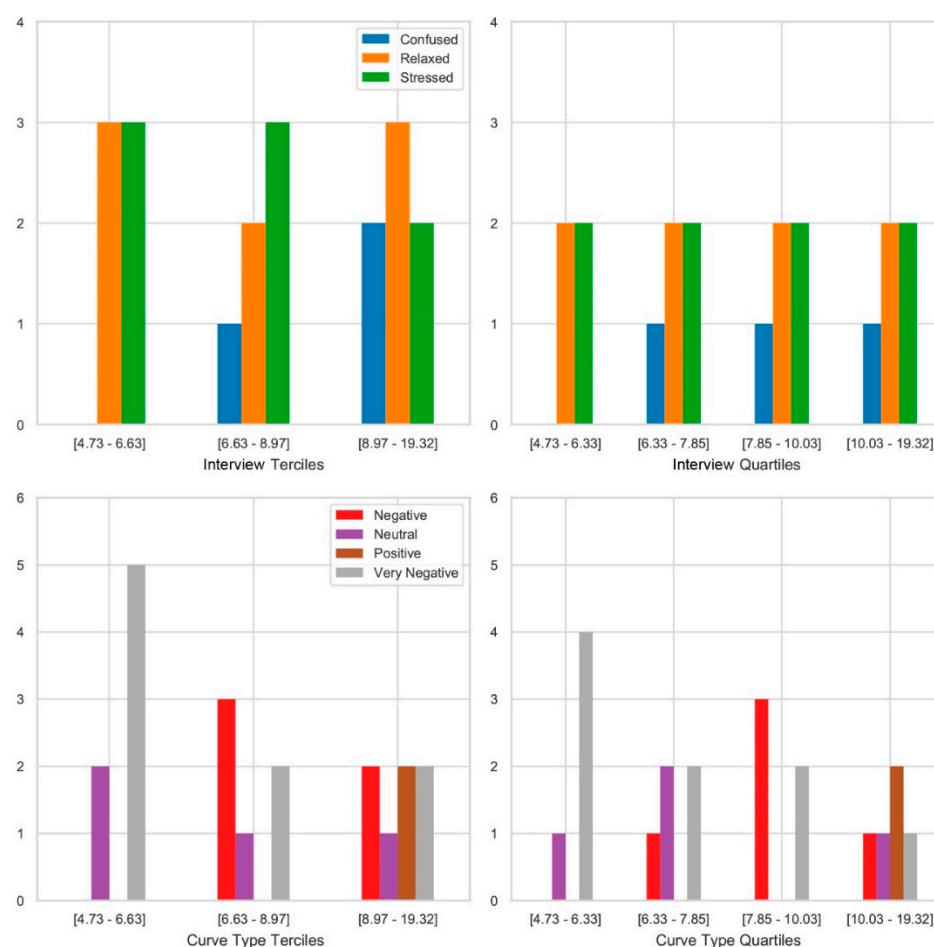 4
3
2
1
0
Confused
Relaxed
Stressed
[4.73 - 6.63]
[6.63 - 8.97]
[8.97 - 19.32]
Interview Terciles
4
3
2
1
0
[4.73 - 6.33]
[6.33 - 7.85]
[7.85 - 10.03]
[10.03 - 19.32]
Interview Quartiles
6
5
4
3
2
1
0
Negative
Neutral
Positive
Very Negative
[4.73 - 6.63]
[6.63 - 8.97]
[8.97 - 19.32]
Curve Type Terciles
6
5
4
3
2
1
0
[4.73 - 6.33]
[6.33 - 7.85]
[7.85 - 10.03]
[10.03 - 19.32]
Curve Type Quartiles